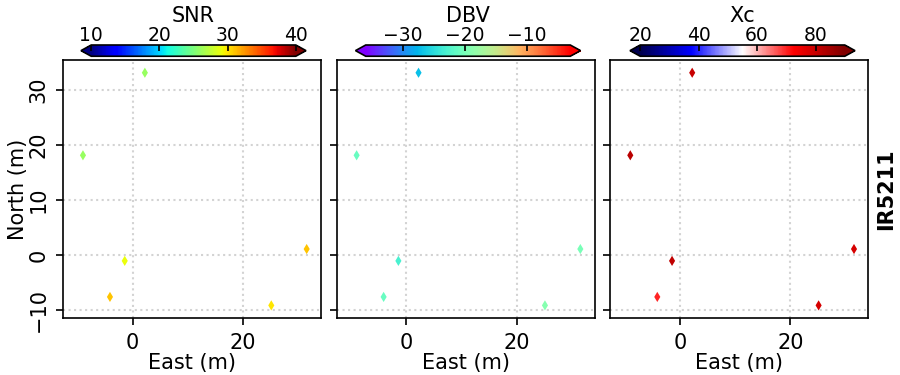 SNR DBV Xc
10 20 30 40 −30 −20 −10 20 40 60 80
North (m)
30
20
10
0
−10
IR5211
0 20 0 20 0 20
East (m) East (m) East (m)